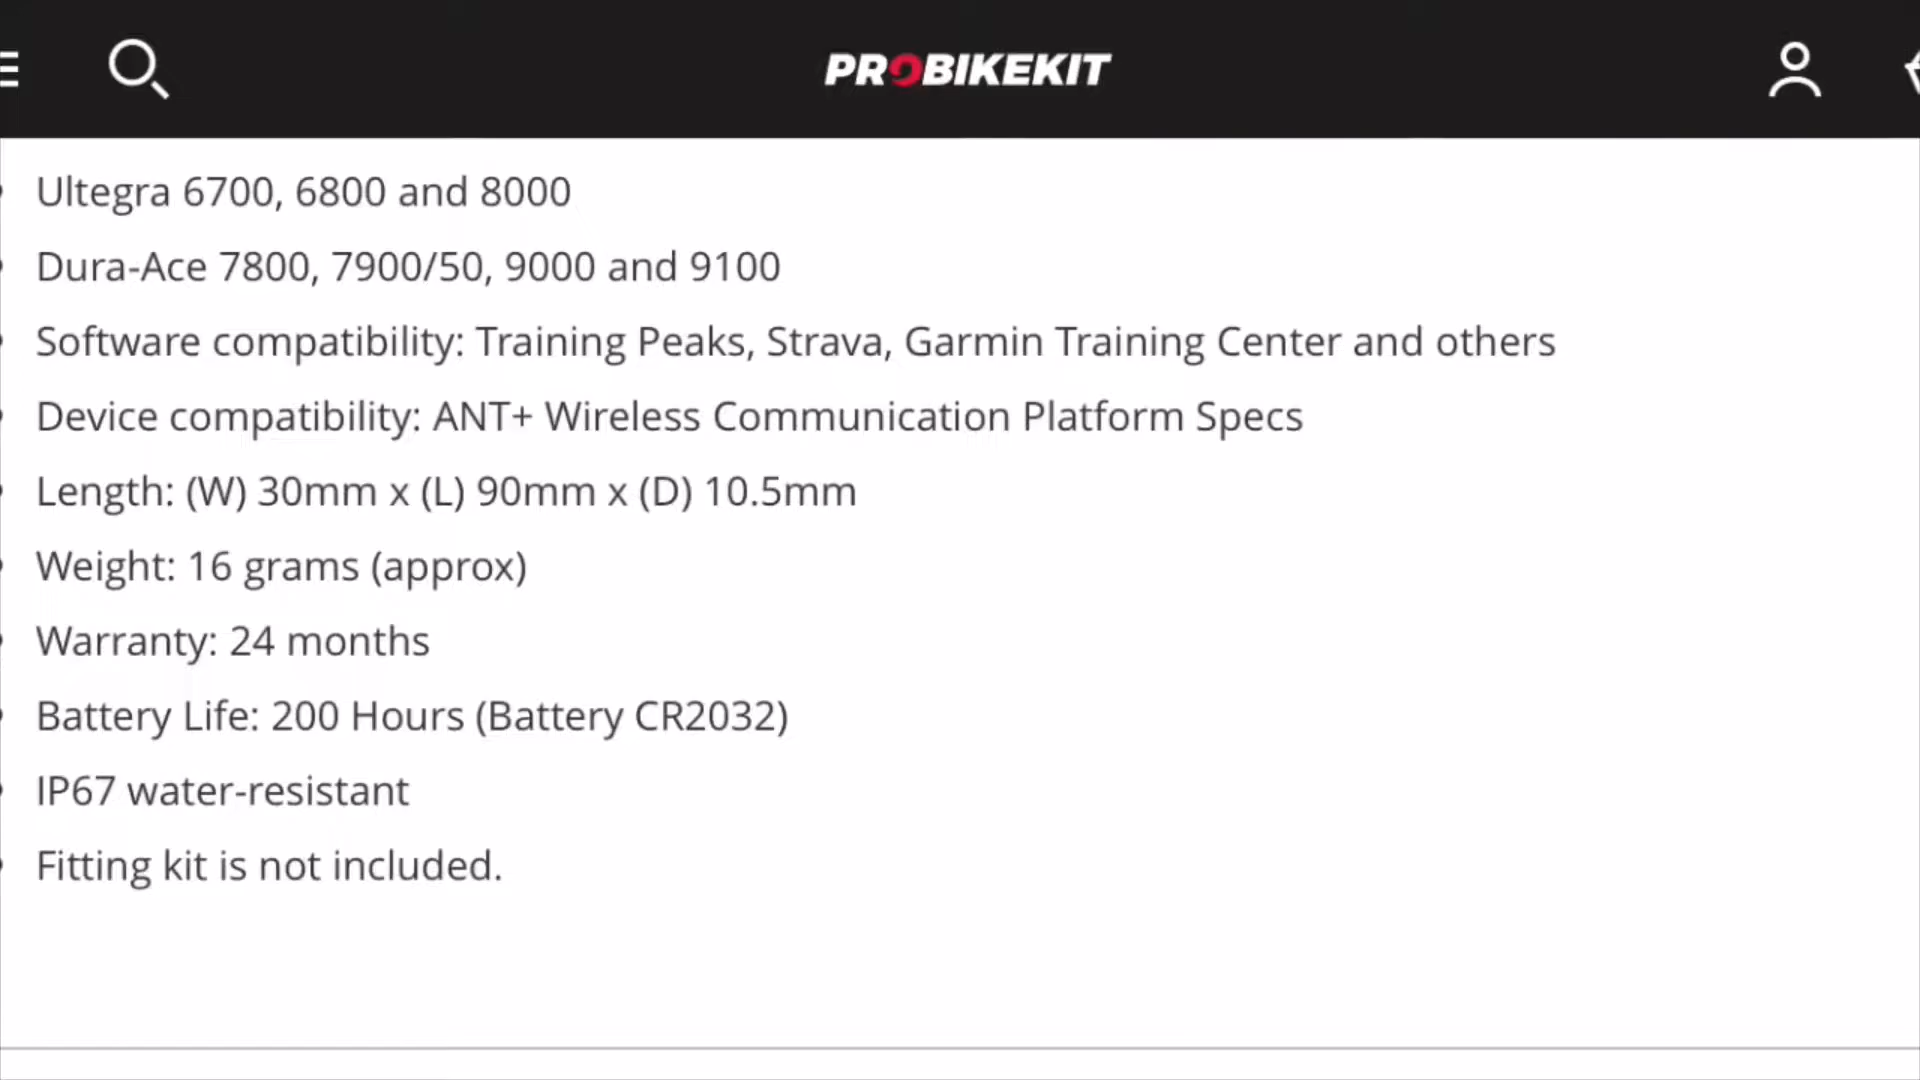 PROBIKEKIT
Ultegra 6700, 6800 and 8000
Dura-Ace 7800, 7900/50, 9000 and 9100
Software compatibility: Training Peaks, Strava, Garmin Training Center and others
Device compatibility: ANT+ Wireless Communication Platform Specs
Length: (W) 30mm x (L) 90mm x (D) 10.5mm
Weight: 16 grams (approx)
Warranty: 24 months
Battery Life: 200 Hours (Battery CR2032)
IP67 water-resistant
Fitting kit is not included.